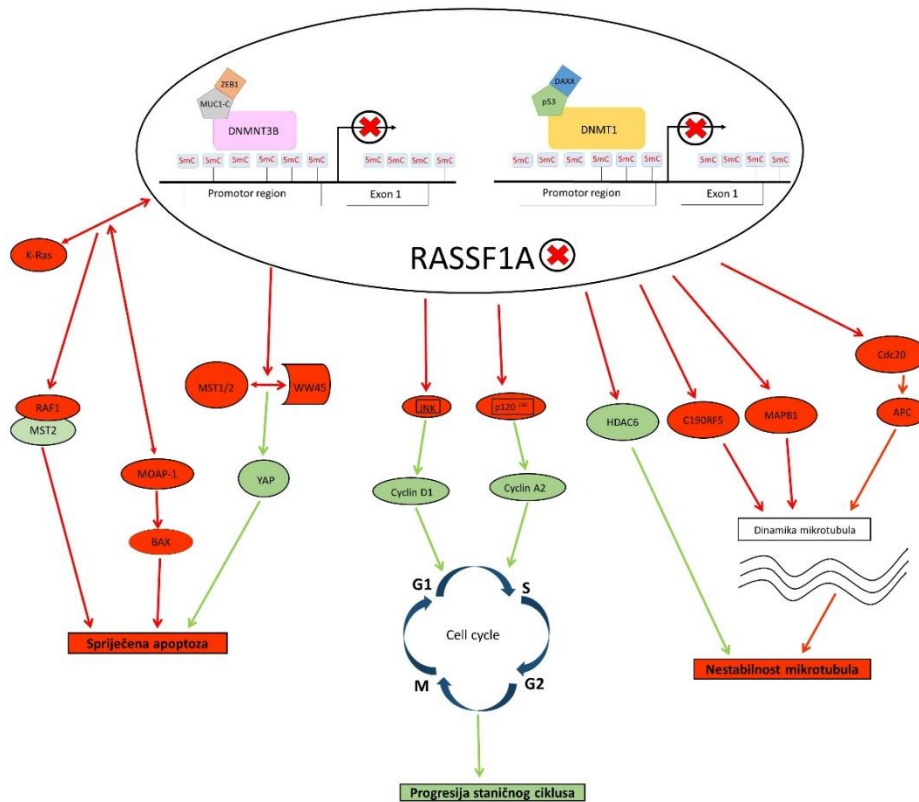 ZEB1
MUC1-C
DNMNT3B
5mC 5mC 5mC 5mC 5mC 5mC 5mC 5mC 5mC 5mC
Promotor region
Exon 1
DAXX
p53
DNMT1
5mC 5mC 5mC 5mC 5mC 5mC 5mC 5mC 5mC 5mC
Promotor region
Exon 1
RASSF1A
K-Ras
RAF1
MST2
MOAP-1
BAX
MST1/2
WW45
YAP
Spriječena apoptoza
JNK
p120
Cyclin D1
Cyclin A2
G1
S
Cell cycle
M
G2
Progresija staničnog ciklusa
HDAC6
C190RF5
MAPB1
Cdc20
APC
Dinamika mikrotubula
Nestabilnost mikrotubula